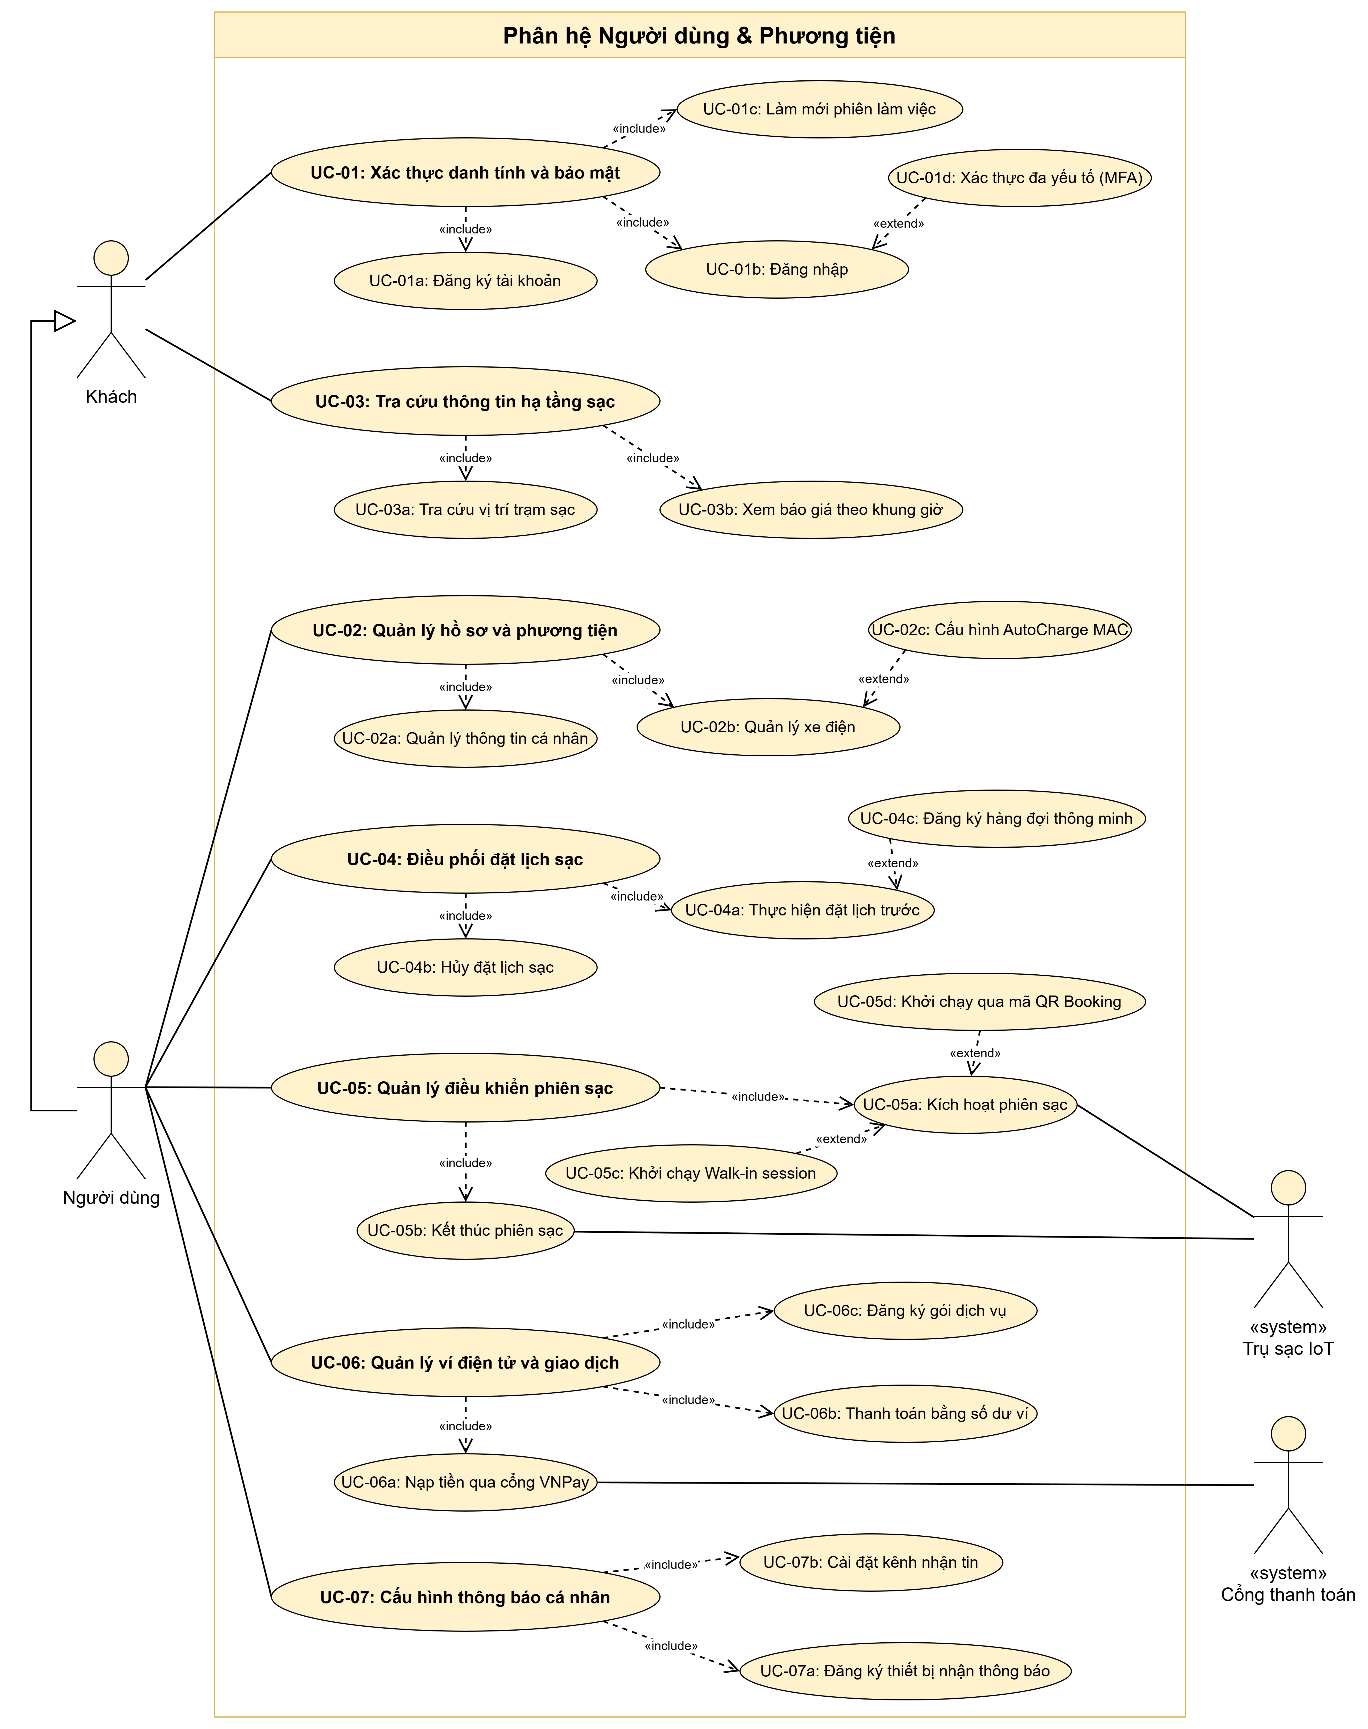 Phân hệ Người dùng & Phương tiện
UC-01c: Làm mới phiên làm việc
«include»
UC-01: Xác thực danh tính và bảo mật
UC-01d: Xác thực đa yếu tố (MFA)
«include»
«include»
«extend»
UC-01a: Đăng ký tài khoản
UC-01b: Đăng nhập
Khách
UC-03: Tra cứu thông tin hạ tầng sạc
«include»
«include»
UC-03a: Tra cứu vị trí trạm sạc
UC-03b: Xem báo giá theo khung giờ
UC-02: Quản lý hồ sơ và phương tiện
UC-02c: Cấu hình AutoCharge MAC
«include»
«include»
«extend»
UC-02a: Quản lý thông tin cá nhân
UC-02b: Quản lý xe điện
UC-04c: Đăng ký hàng đợi thông minh
UC-04: Điều phối đặt lịch sạc
«extend»
«include»
«include»
UC-04a: Thực hiện đặt lịch trước
UC-04b: Hủy đặt lịch sạc
UC-05d: Khởi chạy qua mã QR Booking
«extend»
UC-05: Quản lý điều khiển phiên sạc
«include»
UC-05a: Kích hoạt phiên sạc
«extend»
«include»
UC-05c: Khởi chạy Walk-in session
Người dùng
UC-05b: Kết thúc phiên sạc
«system»
Trụ sạc IoT
UC-06c: Đăng ký gói dịch vụ
«include»
UC-06: Quản lý ví điện tử và giao dịch
«include»
UC-06b: Thanh toán bằng số dư ví
«include»
UC-06a: Nạp tiền qua cổng VNPay
«system»
Cổng thanh toán
UC-07b: Cài đặt kênh nhận tin
«include»
UC-07: Cấu hình thông báo cá nhân
«include»
UC-07a: Đăng ký thiết bị nhận thông báo